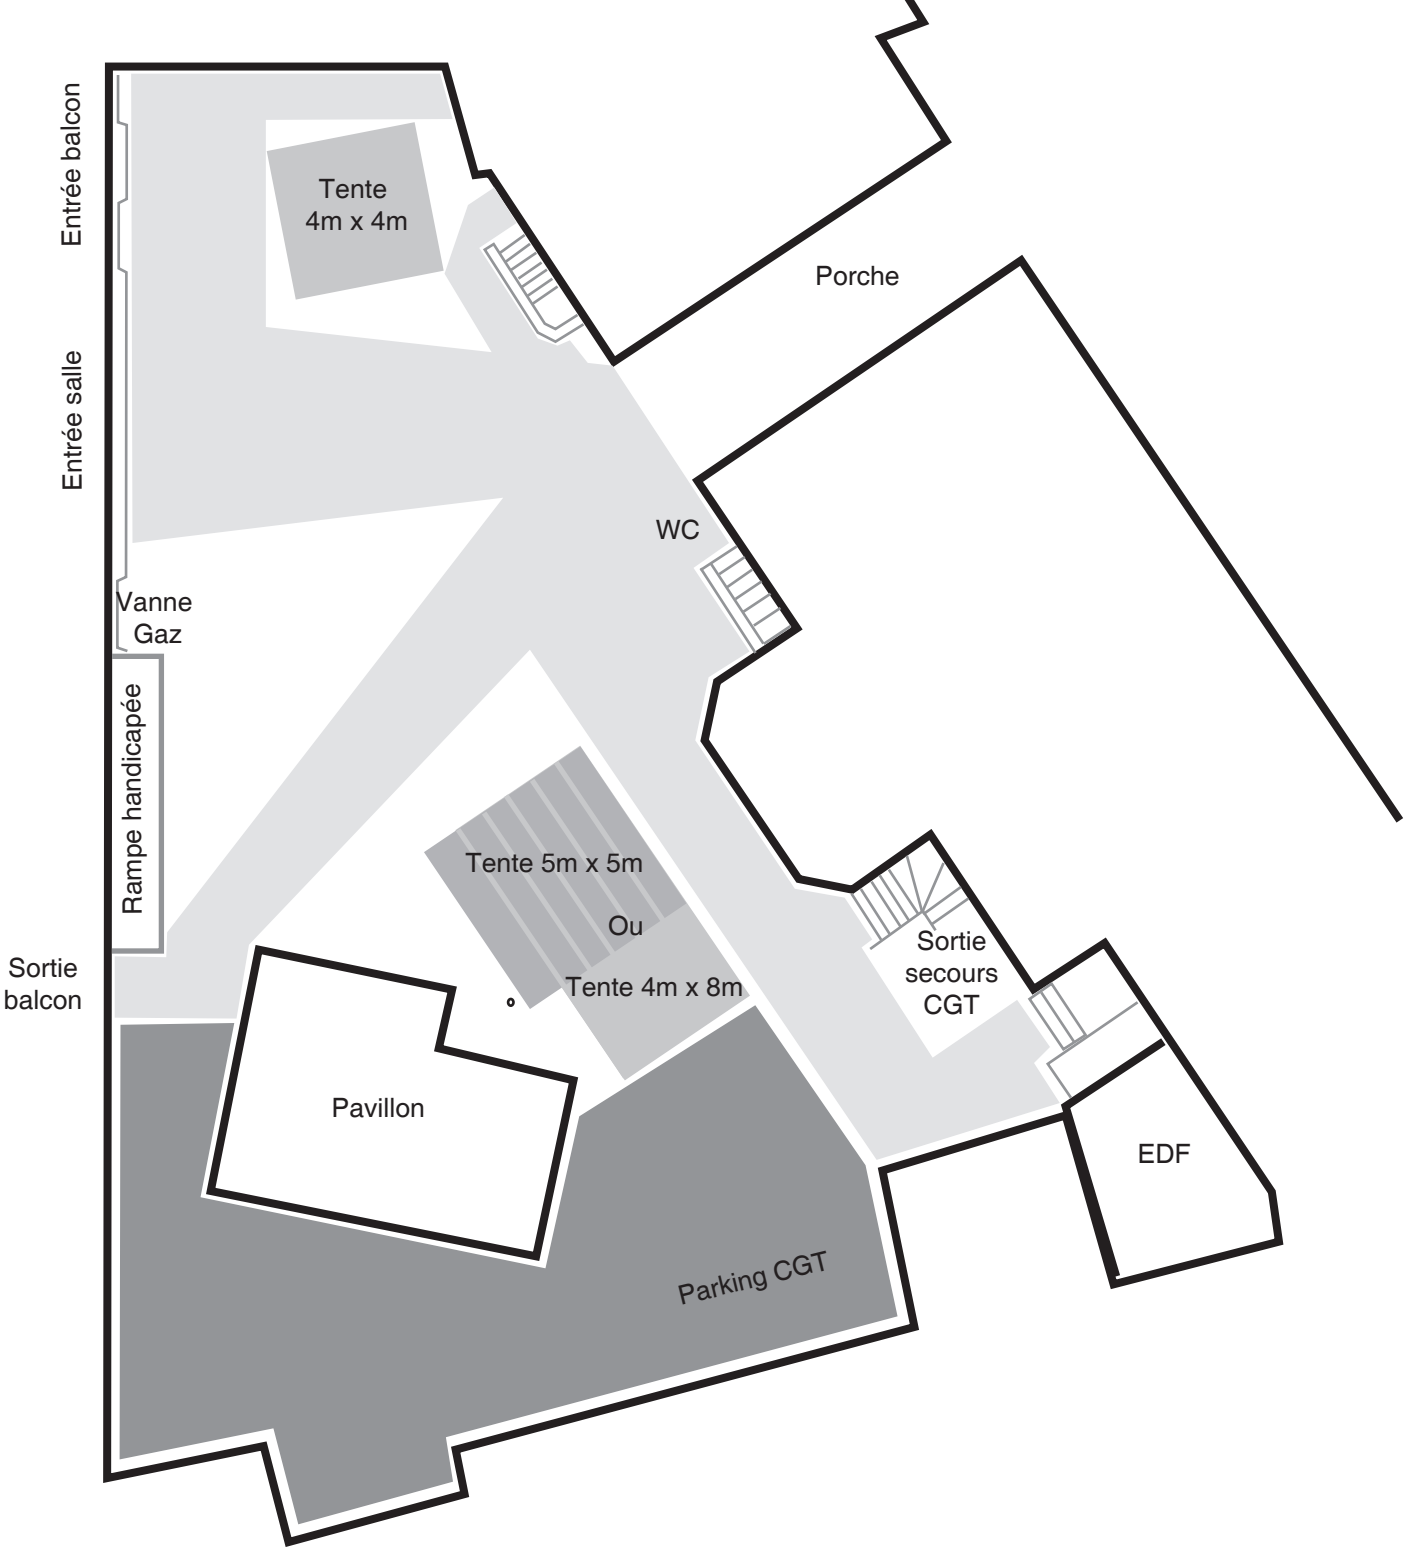 Entrée balcon
Tente
4m x 4m
Porche
Entrée salle
WC
Vanne
Gaz
Rampe handicapée
Tente 5m x 5m
Ou
Tente 4m x 8m
Sortie
secours
CGT
Sortie
balcon
Pavillon
EDF
Parking CGT